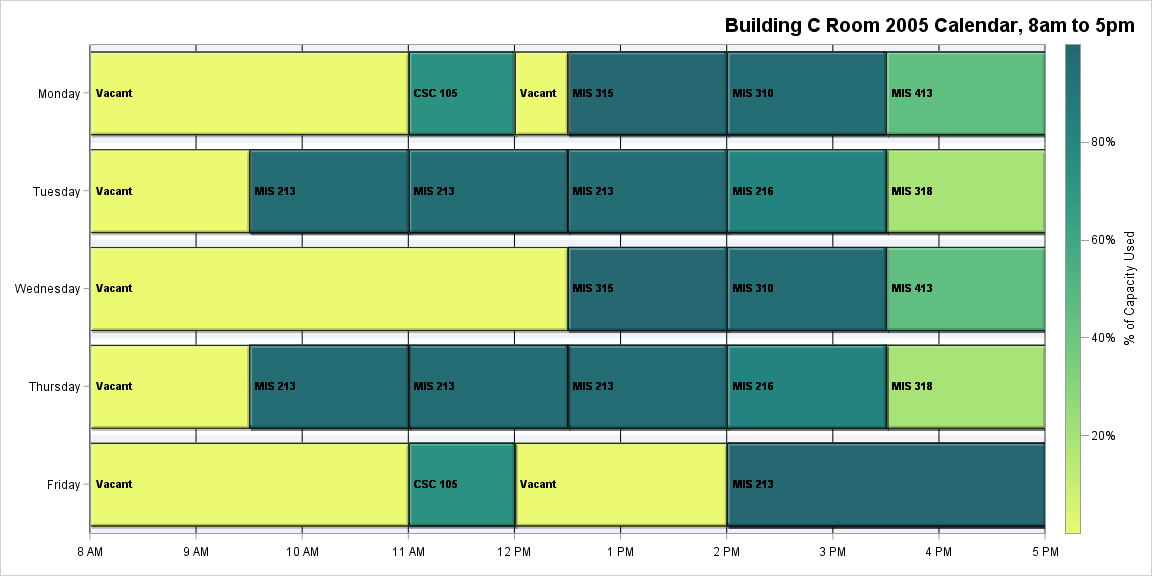 Building C Room 2005 Calendar, 8am to 5pm
Monday
Vacant
CSC 105
Vacant
MIS 315
MIS 310
MIS 413
Tuesday
Vacant
MIS 213
MIS 213
MIS 213
MIS 216
MIS 318
Wednesday
Vacant
MIS 315
MIS 310
MIS 413
Thursday
Vacant
MIS 213
MIS 213
MIS 213
MIS 216
MIS 318
Friday
Vacant
CSC 105
Vacant
MIS 213
8 AM
9 AM
10 AM
11 AM
12 PM
1 PM
2 PM
3 PM
4 PM
5 PM
80%
60%
40%
20%
% of Capacity Used